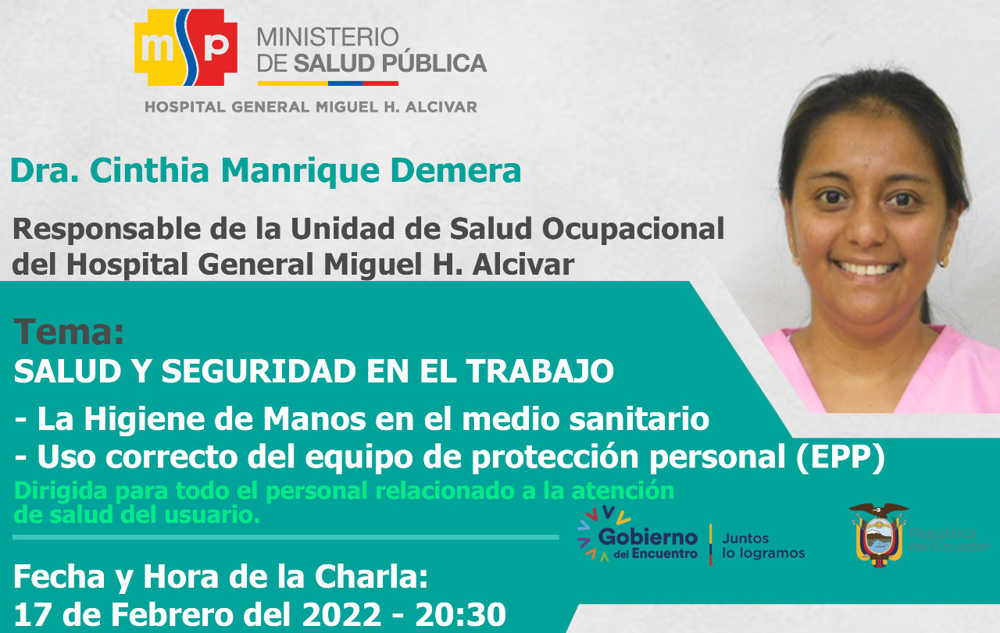 msp
MINISTERIO
DE SALUD PÚBLICA
HOSPITAL GENERAL MIGUEL H. ALCIVAR
Dra. Cinthia Manrique Demera
Responsable de la Unidad de Salud Ocupacional
del Hospital General Miguel H. Alcivar
Tema:
SALUD Y SEGURIDAD EN EL TRABAJO
- La Higiene de Manos en el medio sanitario
- Uso correcto del equipo de protección personal (EPP)
Dirigida para todo el personal relacionado a la atención
de salud del usuario.
Gobierno
del Encuentro
Juntos
lo logramos
República
del Ecuador
Fecha y Hora de la Charla:
17 de Febrero del 2022 - 20:30